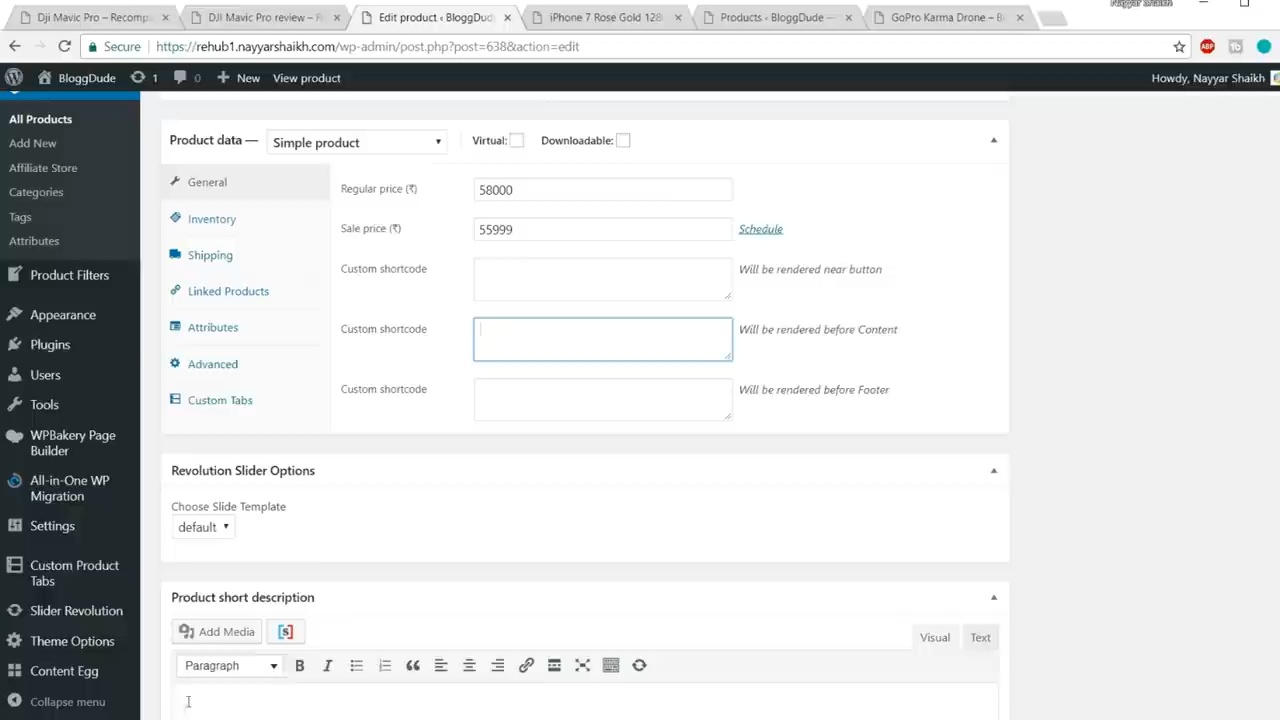 Nayyar Shaikh
Dji Mavic Pro – Recomp
DJI Mavic Pro review – R
Edit product ‹ BloggDud
iPhone 7 Rose Gold 128
Products ‹ BloggDude —
GoPro Karma Drone – B
Secure
https://rehub1.nayyarshaikh.com/wp-admin/post.php?post=638&action=edit
ABP
BloggDude
1
0
New
View product
Howdy, Nayyar Shaikh
All Products
Add New
Affiliate Store
Categories
Tags
Attributes
Product Filters
Appearance
Plugins
Users
Tools
WPBakery Page
Builder
All-in-One WP
Migration
Settings
Custom Product
Tabs
Slider Revolution
Theme Options
Content Egg
Collapse menu
Product data —
Simple product
Virtual:
Downloadable:
General
Inventory
Shipping
Linked Products
Attributes
Advanced
Custom Tabs
Regular price (₹)
58000
Sale price (₹)
55999
Schedule
Custom shortcode
Will be rendered near button
Custom shortcode
Will be rendered before Content
Custom shortcode
Will be rendered before Footer
Revolution Slider Options
Choose Slide Template
default
Product short description
Add Media
[s]
Visual
Text
Paragraph
B
I